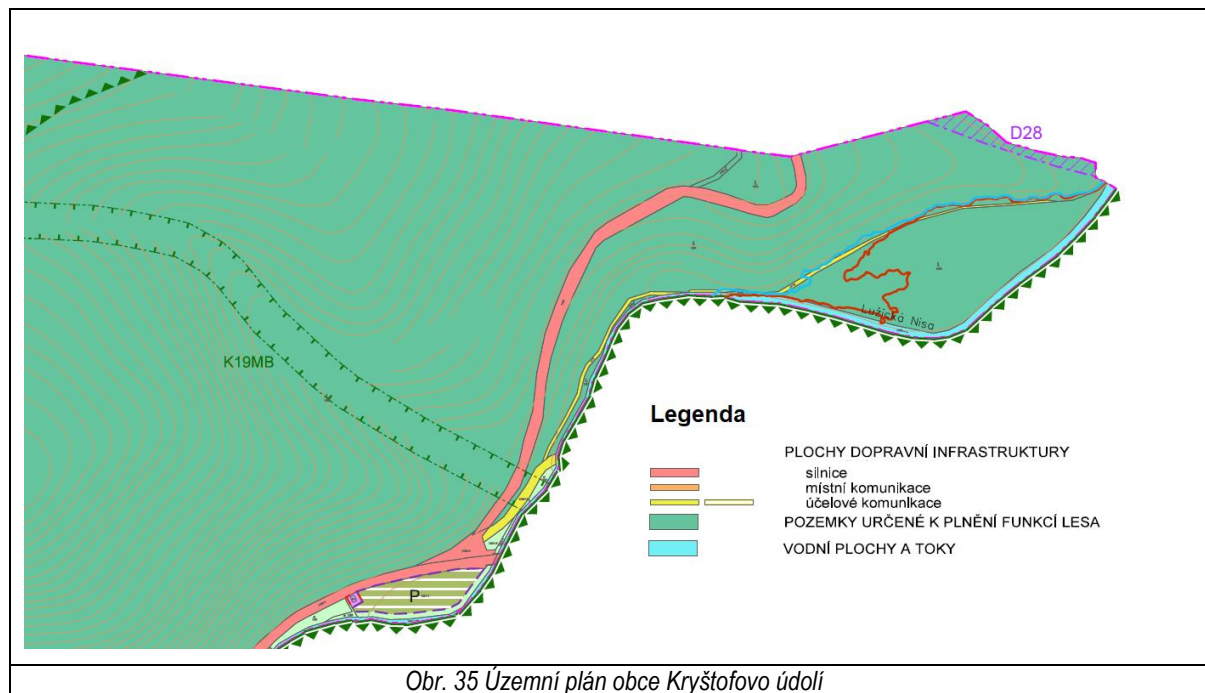 D28
Lužická Nisa
K19MB
Legenda
PLOCHY DOPRAVNÍ INFRASTRUKTURY
silnice
místní komunikace
účelové komunikace
POZEMKY URČENÉ K PLNĚNÍ FUNKCÍ LESA
VODNÍ PLOCHY A TOKY
P
Obr. 35 Územní plán obce Kryštofovo údolí